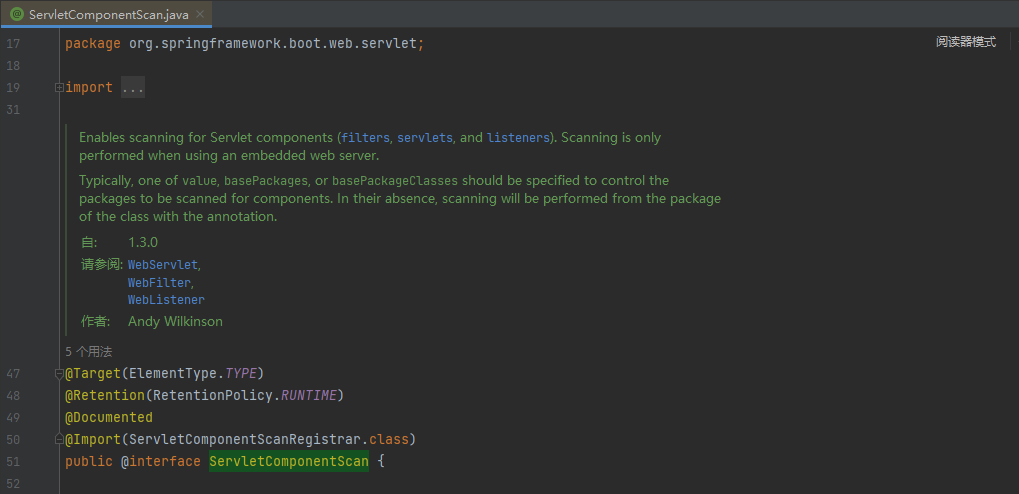 ServletComponentScan.java
17 package org.springframework.boot.web.servlet;
阅读器模式
18
19 import ...
31
Enables scanning for Servlet components (filters, servlets, and listeners). Scanning is only
performed when using an embedded web server.
Typically, one of value, basePackages, or basePackageClasses should be specified to control the
packages to be scanned for components. In their absence, scanning will be performed from the package
of the class with the annotation.
自: 1.3.0
请参阅: WebServlet,
WebFilter,
WebListener
作者: Andy Wilkinson
5 个用法
47 @Target(ElementType.TYPE)
48 @Retention(RetentionPolicy.RUNTIME)
49 @Documented
50 @Import(ServletComponentScanRegistrar.class)
51 public @interface ServletComponentScan {
52